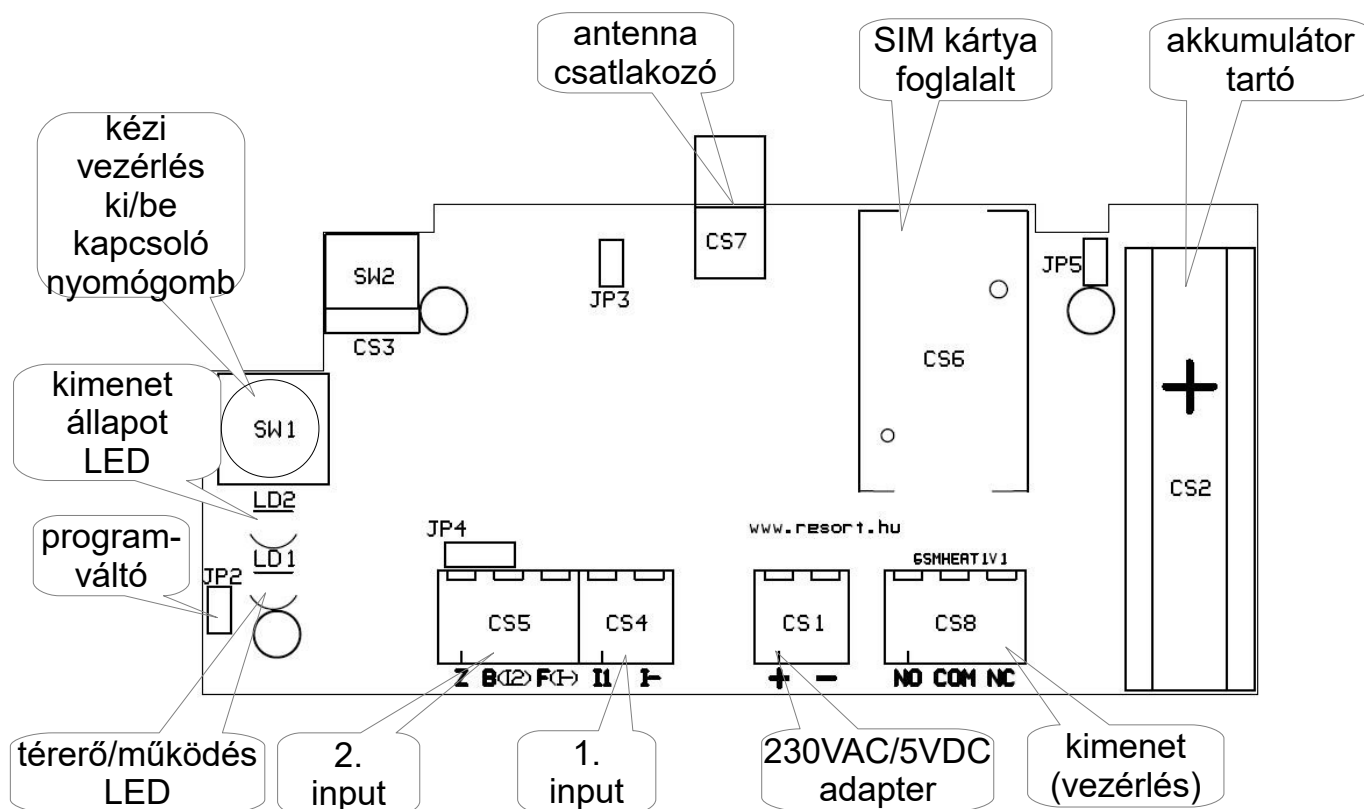 antenna
csatlakozó
SIM kártya
foglalalt
akkumulátor
tartó
kézi
vezérlés
ki/be
kapcsoló
nyomógomb
CS7
SW2
JP3
JP5
CS3
CS6
kimenet
állapot
LED
SW1
+
CS2
LD2
program-
váltó
JP4
www.resort.hu
LD1
GSMHEAT1V1
JP2
CS5
CS4
CS1
CS8
Z B(I2) F(I-) I1 I-
+ -
NO COM NC
térerő/működés
LED
2.
input
1.
input
230VAC/5VDC
adapter
kimenet
(vezérlés)